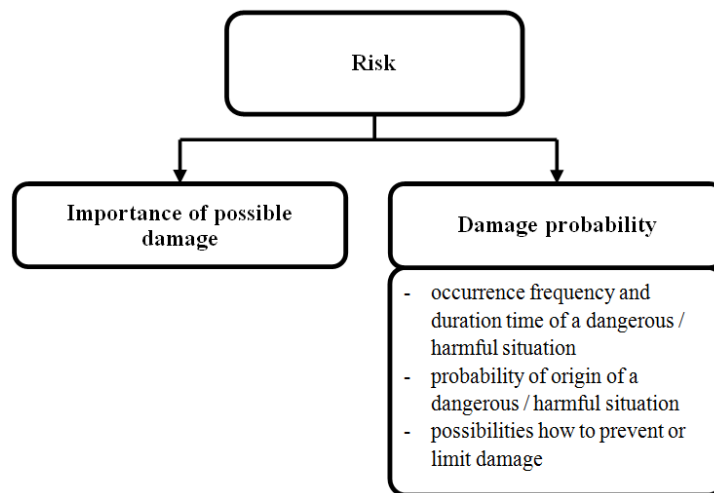 Risk
Importance of possible
damage
Damage probability
- occurrence frequency and
duration time of a dangerous /
harmful situation
- probability of origin of a
dangerous / harmful situation
- possibilities how to prevent or
limit damage